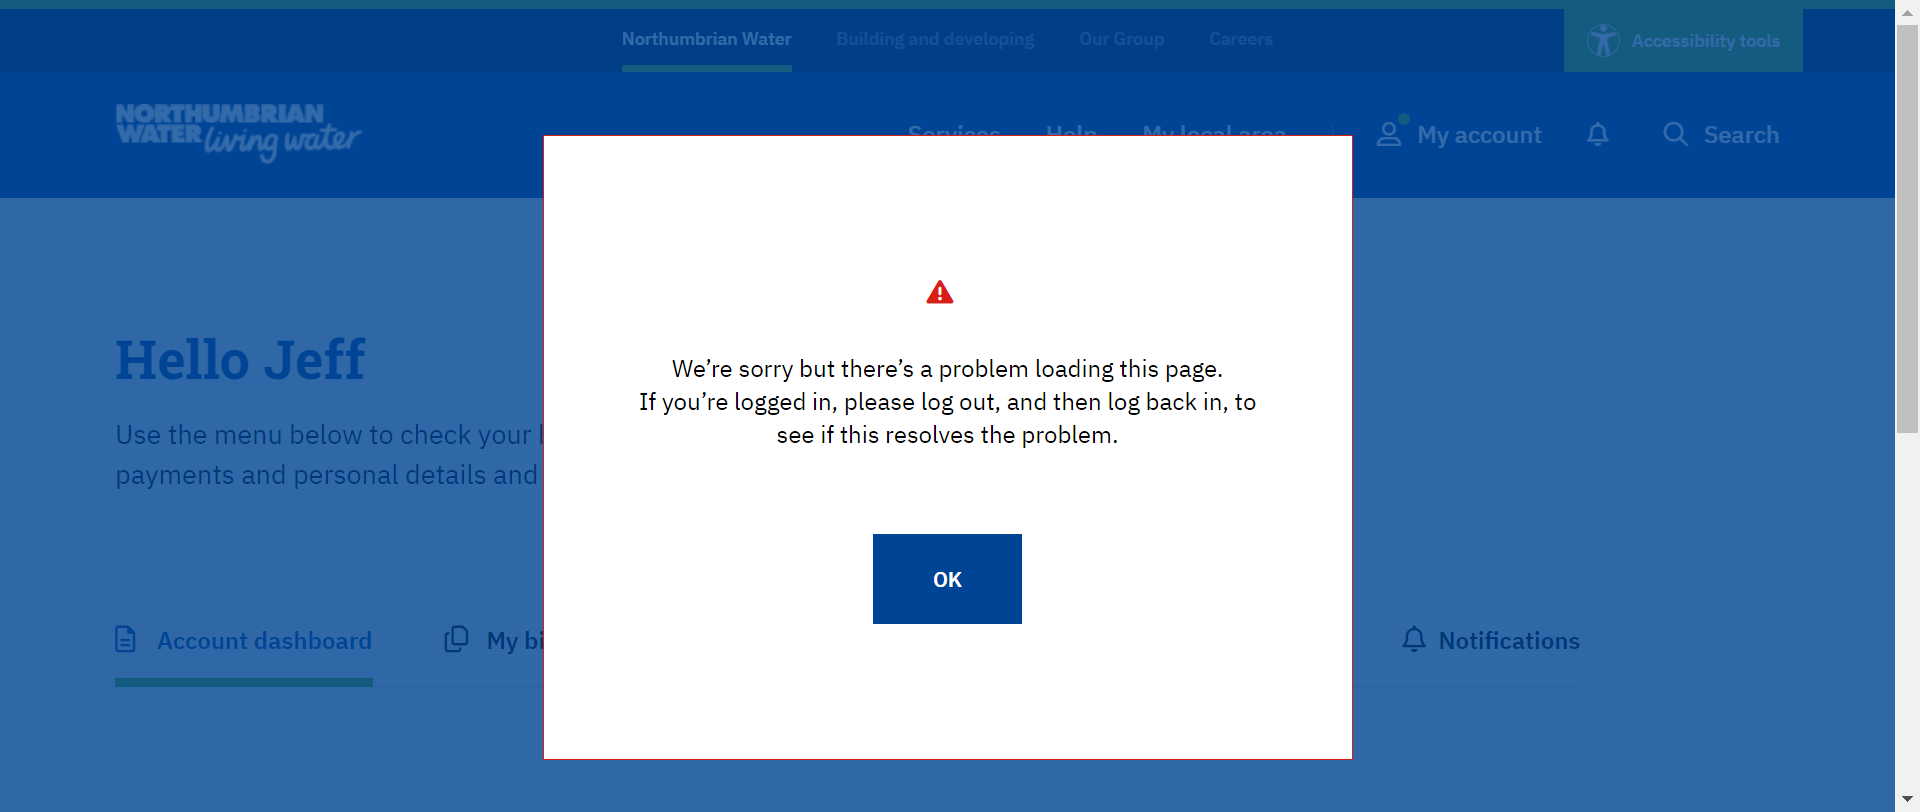 Northumbrian Water Building and developing Our Group Careers
Accessibility tools
NORTHUMBRIAN
WATER living water
Services Help My local area My account Search
We’re sorry but there’s a problem loading this page.
If you’re logged in, please log out, and then log back in, to
see if this resolves the problem.
OK
Hello Jeff
Use the menu below to check your
payments and personal details and
Account dashboard My bi Notifications